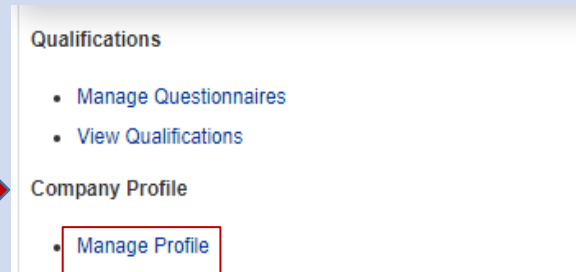 Qualifications
• Manage Questionnaires
• View Qualifications
Company Profile
• Manage Profile